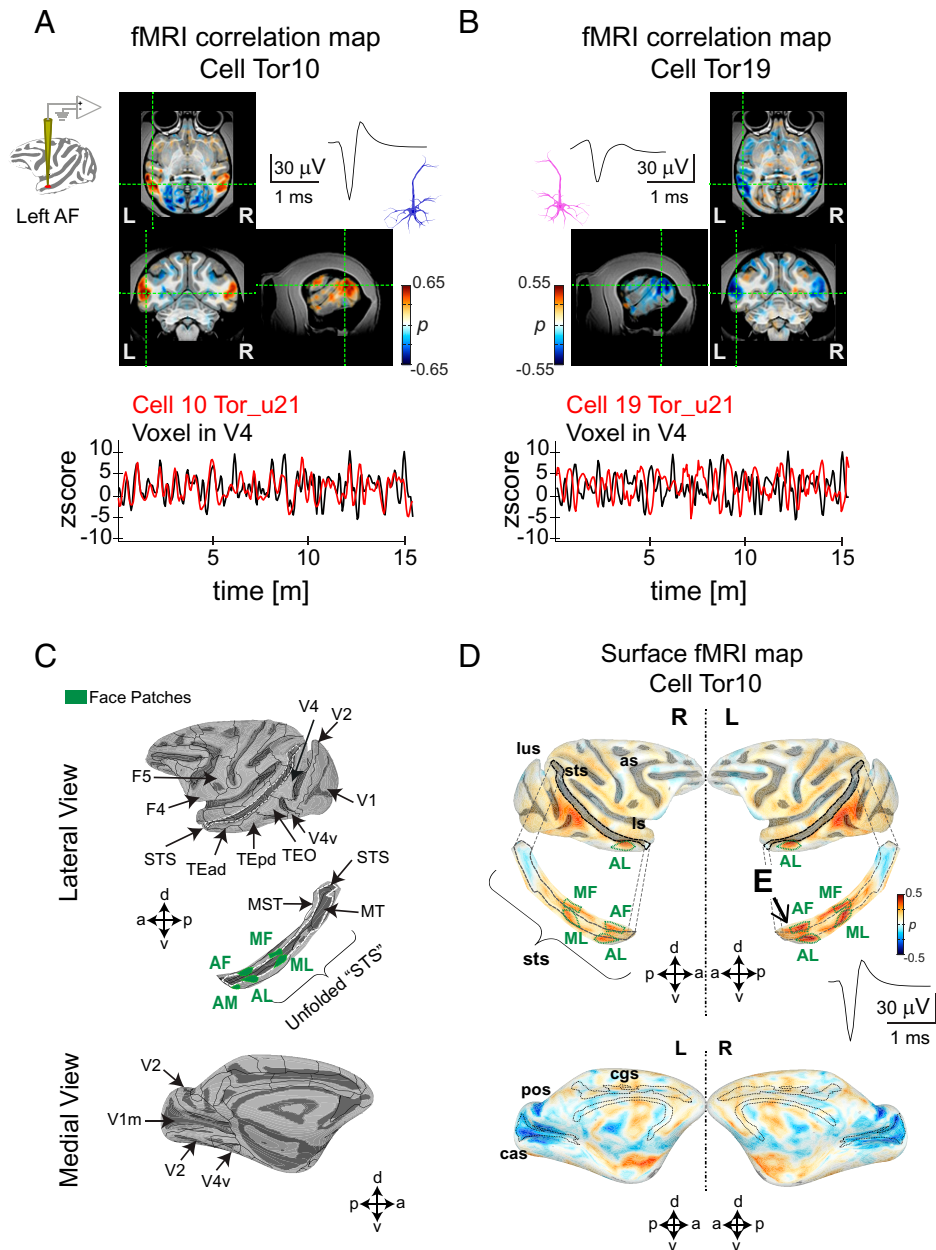 A
fMRI correlation map
Cell Tor10
Left AF
30 μV
1 ms
L
R
L
R
0.65
p
-0.65
Cell 10 Tor_u21
Voxel in V4
zscore
10
5
0
-5
-10
5
10
15
time [m]
B
fMRI correlation map
Cell Tor19
30 μV
1 ms
L
R
L
R
0.55
p
-0.55
Cell 19 Tor_u21
Voxel in V4
zscore
10
5
0
-5
-10
5
10
15
time [m]
C
Face Patches
Lateral View
V4
V2
F5
F4
V1
STS
TEad
TEpd
TEO
V4v
STS
MST
MT
MF
AF
ML
AM
AL
Unfolded "STS"
d
a
p
v
Medial View
V2
V1m
V2
V4v
d
p
a
v
D
Surface fMRI map
Cell Tor10
R
L
lus
sts
as
ls
AL
AL
E
MF
AF
AF
MF
ML
AL
ML
AL
sts
0.5
p
-0.5
d
p
a
v
d
a
p
v
30 μV
1 ms
L
R
pos
cgs
cas
d
p
a
v
d
a
p
v